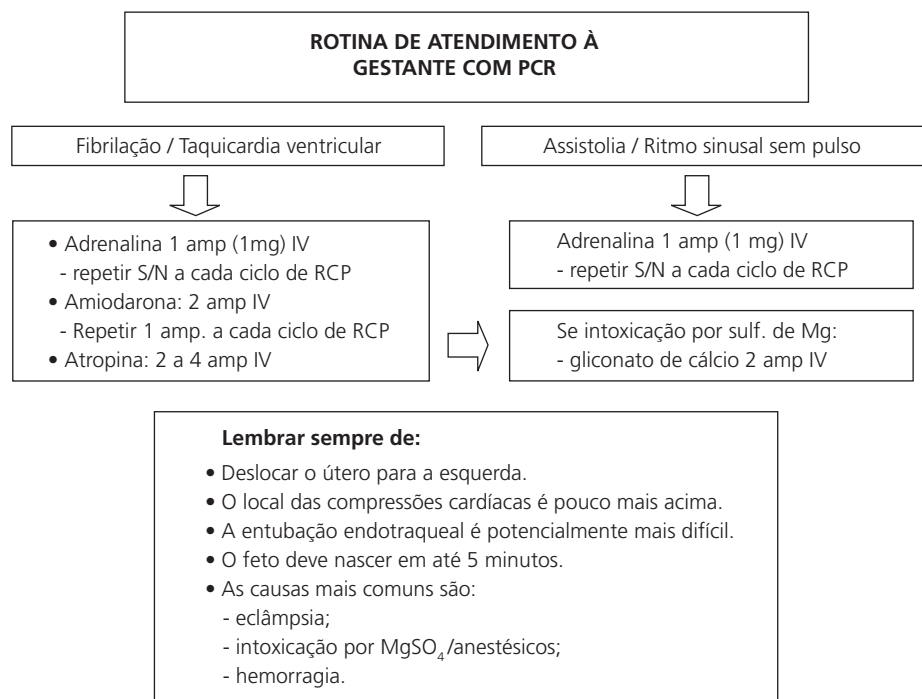 ROTINA DE ATENDIMENTO À
GESTANTE COM PCR
Fibrilação / Taquicardia ventricular
Assistolia / Ritmo sinusal sem pulso
• Adrenalina 1 amp (1mg) IV
- repetir S/N a cada ciclo de RCP
• Amiodarona: 2 amp IV
- Repetir 1 amp. a cada ciclo de RCP
• Atropina: 2 a 4 amp IV
Adrenalina 1 amp (1 mg) IV
- repetir S/N a cada ciclo de RCP
Se intoxicação por sulf. de Mg:
- gliconato de cálcio 2 amp IV
Lembrar sempre de:
• Deslocar o útero para a esquerda.
• O local das compressões cardíacas é pouco mais acima.
• A entubação endotraqueal é potencialmente mais difícil.
• O feto deve nascer em até 5 minutos.
• As causas mais comuns são:
- eclâmpsia;
- intoxicação por MgSO₄/anestésicos;
- hemorragia.